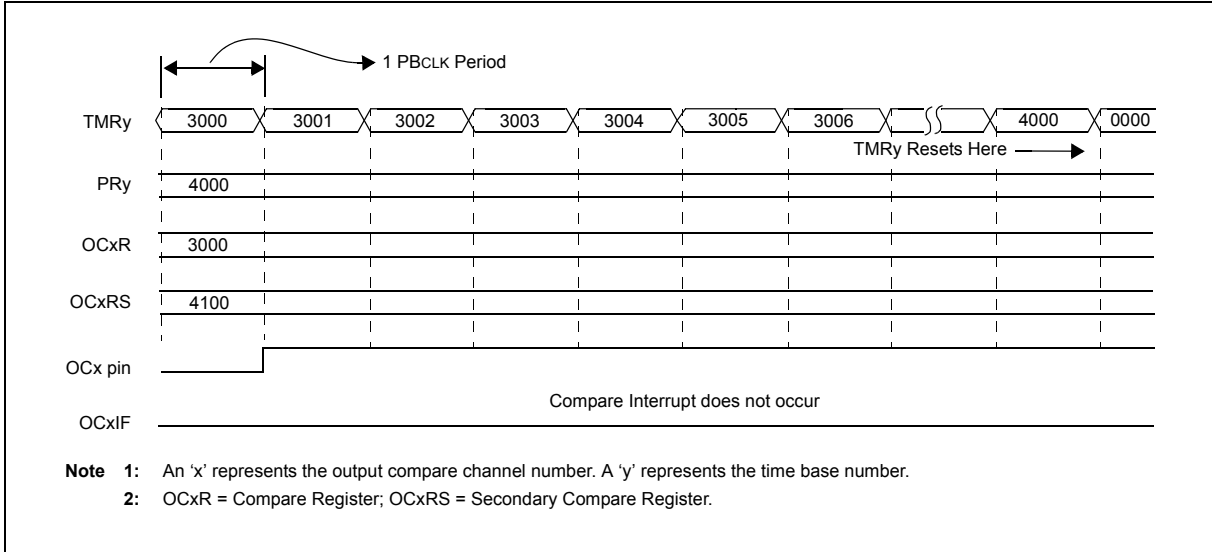 1 PBCLK Period
TMRy 3000 3001 3002 3003 3004 3005 3006 4000 0000
TMRy Resets Here
PRy 4000
OCxR 3000
OCxRS 4100
OCx pin
Compare Interrupt does not occur
OCxIF
Note 1: An ‘x’ represents the output compare channel number. A ‘y’ represents the time base number.
2: OCxR = Compare Register; OCxRS = Secondary Compare Register.